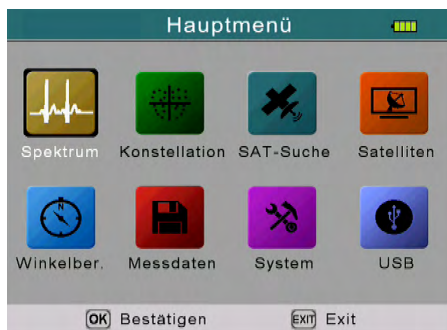 Hauptmenü
Spektrum Konstellation SAT-Suche Satelliten
N
Winkelber. Messdaten System USB
OK Bestätigen EXIT Exit